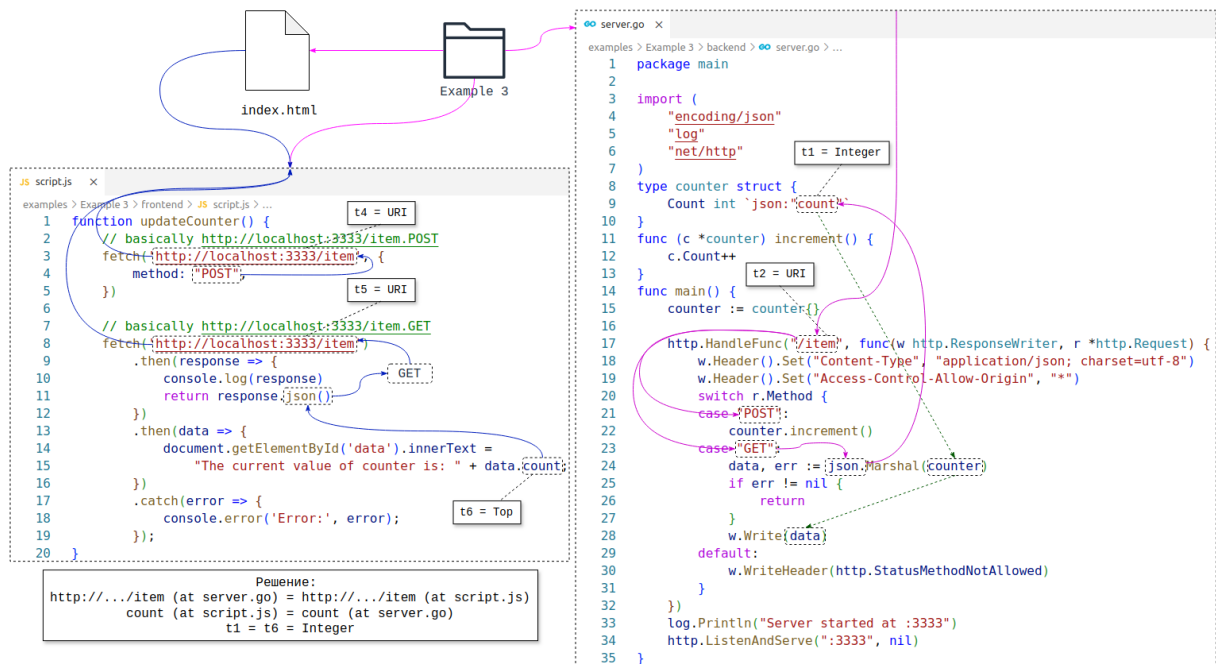 index.html
Example 3
JS script.js ×
examples > Example 3 > frontend > JS script.js > ...
1 function updateCounter() {
2 // basically http://localhost:3333/item.POST
3 fetch('http://localhost:3333/item', {
4 method: "POST",
5 })
6
7 // basically http://localhost:3333/item.GET
8 fetch('http://localhost:3333/item')
9 .then(response => {
10 console.log(response)
11 return response.json()
12 })
13 .then(data => {
14 document.getElementById('data').innerText =
15 "The current value of counter is: " + data.count;
16 })
17 .catch(error => {
18 console.error('Error:', error);
19 });
20 }
t4 = URI
t5 = URI
GET
t6 = Top
Решение:
http://.../item (at server.go) = http://.../item (at script.js)
count (at script.js) = count (at server.go)
t1 = t6 = Integer
GO server.go ×
examples > Example 3 > backend > GO server.go > ...
1 package main
2
3 import (
4 "encoding/json"
5 "log"
6 "net/http"
7 )
8 type counter struct {
9 Count int `json:"count"`
10 }
11 func (c *counter) increment() {
12 c.Count++
13 }
14 func main() {
15 counter := counter{}
16
17 http.HandleFunc("/item", func(w http.ResponseWriter, r *http.Request) {
18 w.Header().Set("Content-Type", "application/json; charset=utf-8")
19 w.Header().Set("Access-Control-Allow-Origin", "*")
20 switch r.Method {
21 case "POST":
22 counter.increment()
23 case "GET":
24 data, err := json.Marshal(counter)
25 if err != nil {
26 return
27 }
28 w.Write(data)
29 default:
30 w.WriteHeader(http.StatusMethodNotAllowed)
31 }
32 })
33 log.Println("Server started at :3333")
34 http.ListenAndServe(":3333", nil)
35 }
t1 = Integer
t2 = URI